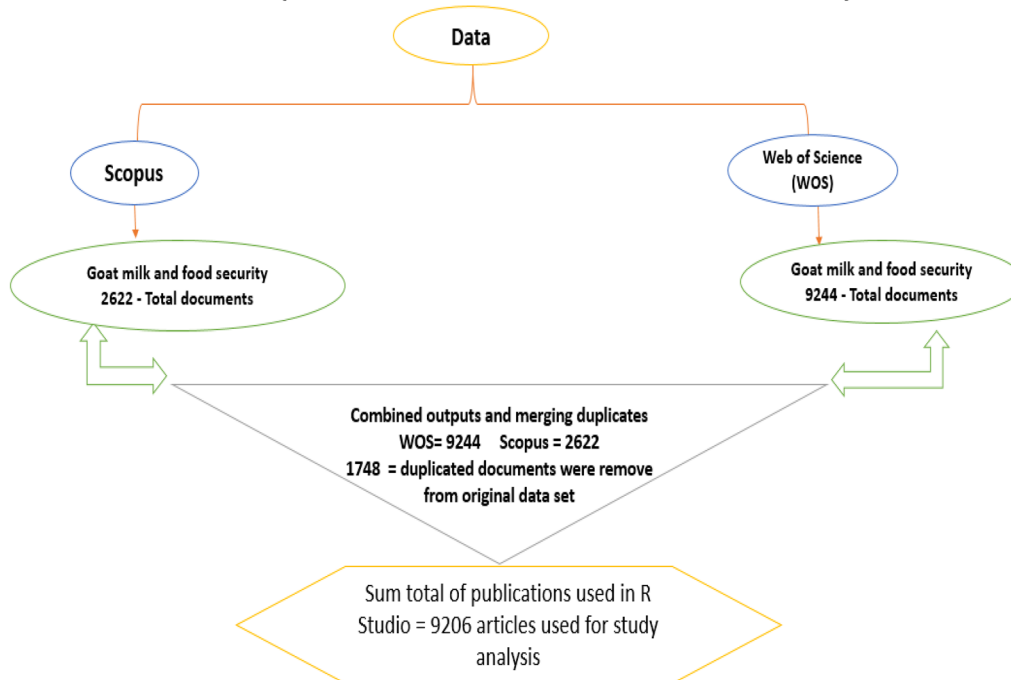 Data
Scopus
Web of Science
(WOS)
Goat milk and food security
2622 - Total documents
Goat milk and food security
9244 - Total documents
Combined outputs and merging duplicates
WOS= 9244 Scopus = 2622
1748 = duplicated documents were remove
from original data set
Sum total of publications used in R
Studio = 9206 articles used for study
analysis